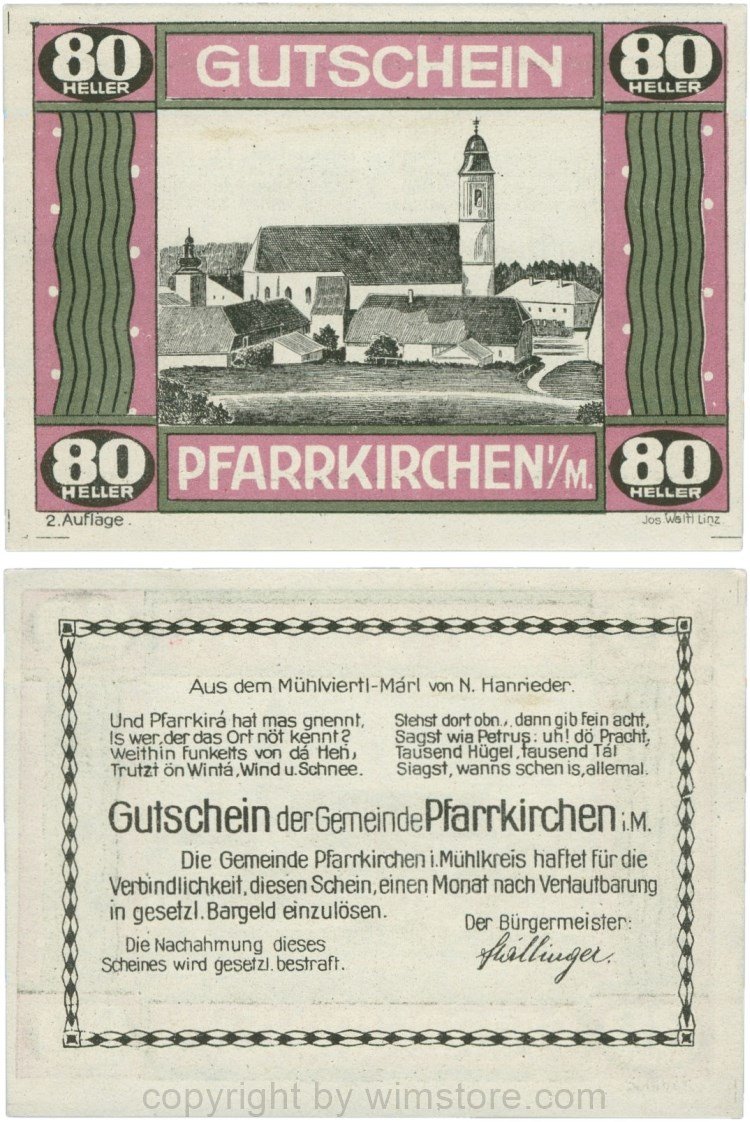 80 HELLER GUTSCHEIN 80 HELLER
80 HELLER PFARRKIRCHEN i/M. 80 HELLER
2. Auflage. Jos. Weitl Linz.
Aus dem Mühlviertl-Márl von N. Hanrieder.
Und Pfarrkirá hat mas gnennt,
Is wer, der das Ort nöt kennt?
Weithin funkelts von dá Heh,
Trutzt ön Wintá, Wind u. Schnee.
Stehst dort obn., dann gib fein acht,
Sagst wia Petrus: uh! dö Pracht,
Tausend Hügel, tausend Tál
Siagst, wanns schen is, allemal.
Gutschein der Gemeinde Pfarrkirchen i.M.
Die Gemeinde Pfarrkirchen i. Mühlkreis haftet für die
Verbindlichkeit, diesen Schein, einen Monat nach Verlautbarung
in gesetzl. Bargeld einzulösen.
Der Bürgermeister:
Die Nachahmung dieses
Scheines wird gesetzl. bestraft.
copyright by wimstore.com